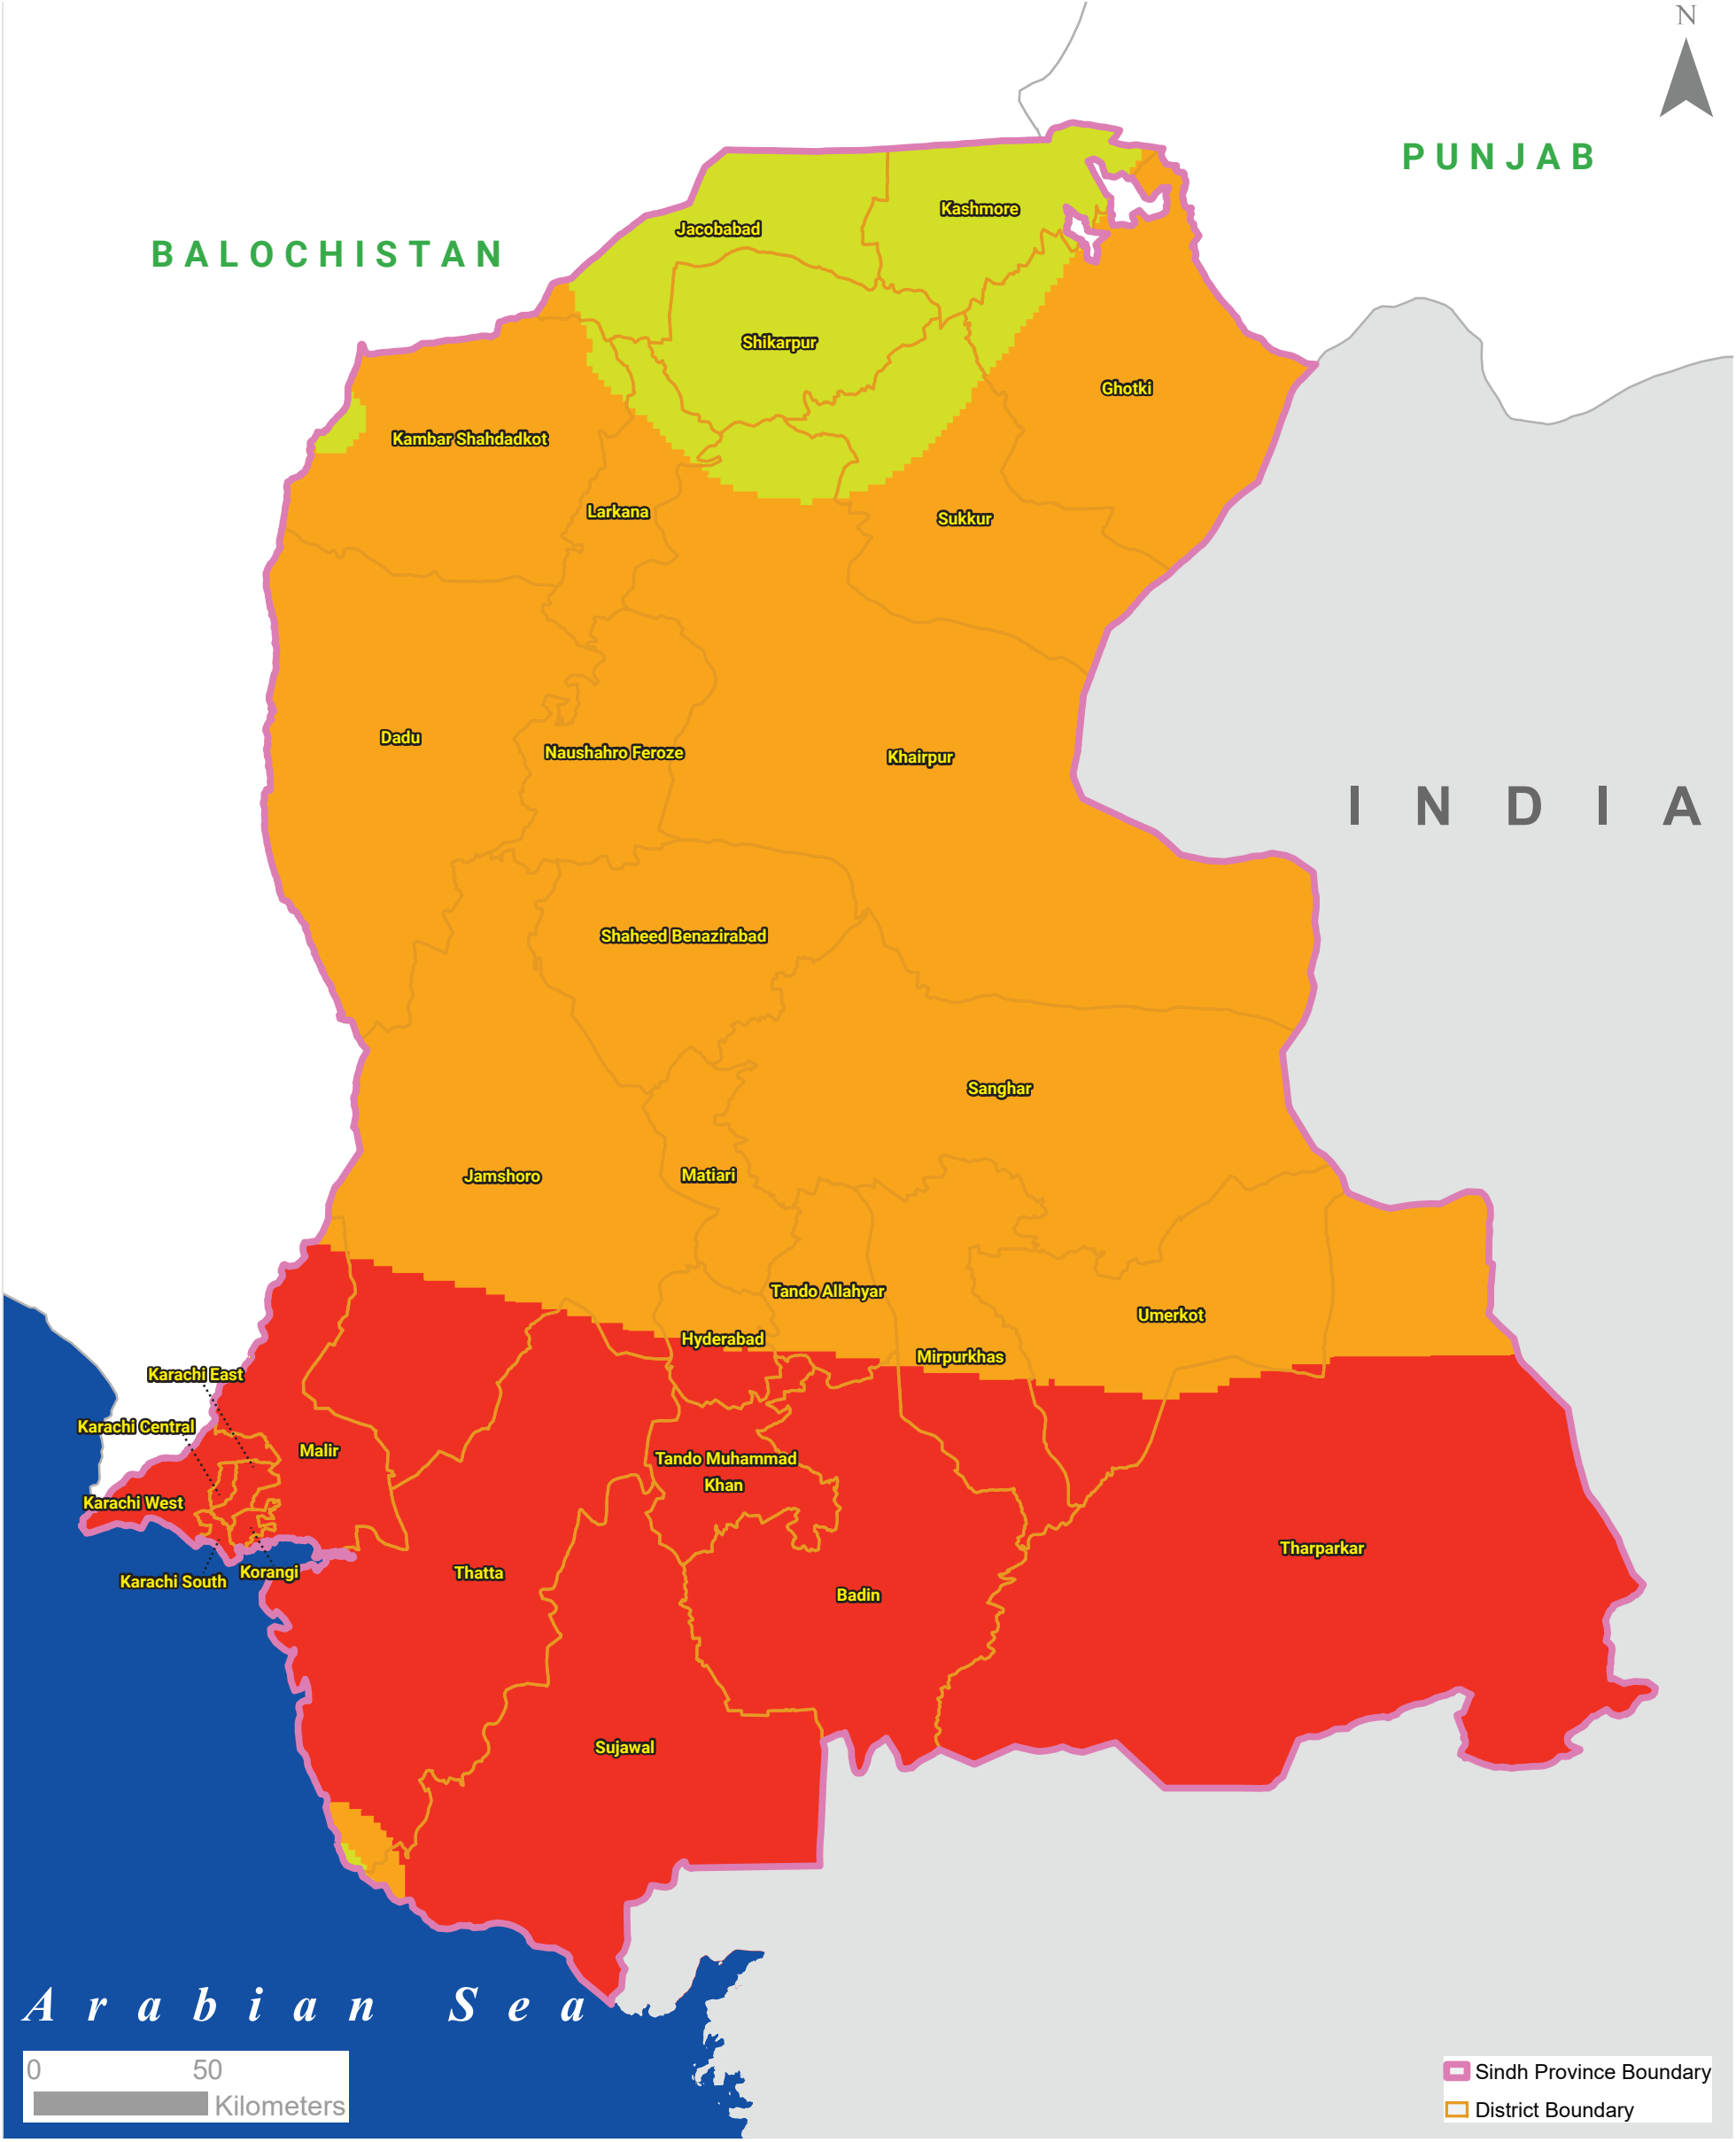 N
PUNJAB
BALOCHISTAN
Kashmore
Jacobabad
Shikarpur
Ghotki
Kambar Shahdadkot
Larkana
Sukkur
Dadu
Naushahro Feroze
Khairpur
INDIA
Shaheed Benazirabad
Sanghar
Jamshoro
Matiari
Tando Allahyar
Umerkot
Hyderabad
Mirpurkhas
Karachi East
Karachi Central
Malir
Tando Muhammad
Khan
Karachi West
Tharparkar
Korangi
Thatta
Karachi South
Badin
Sujawal
Arabian Sea
0 50
Kilometers
Sindh Province Boundary
District Boundary